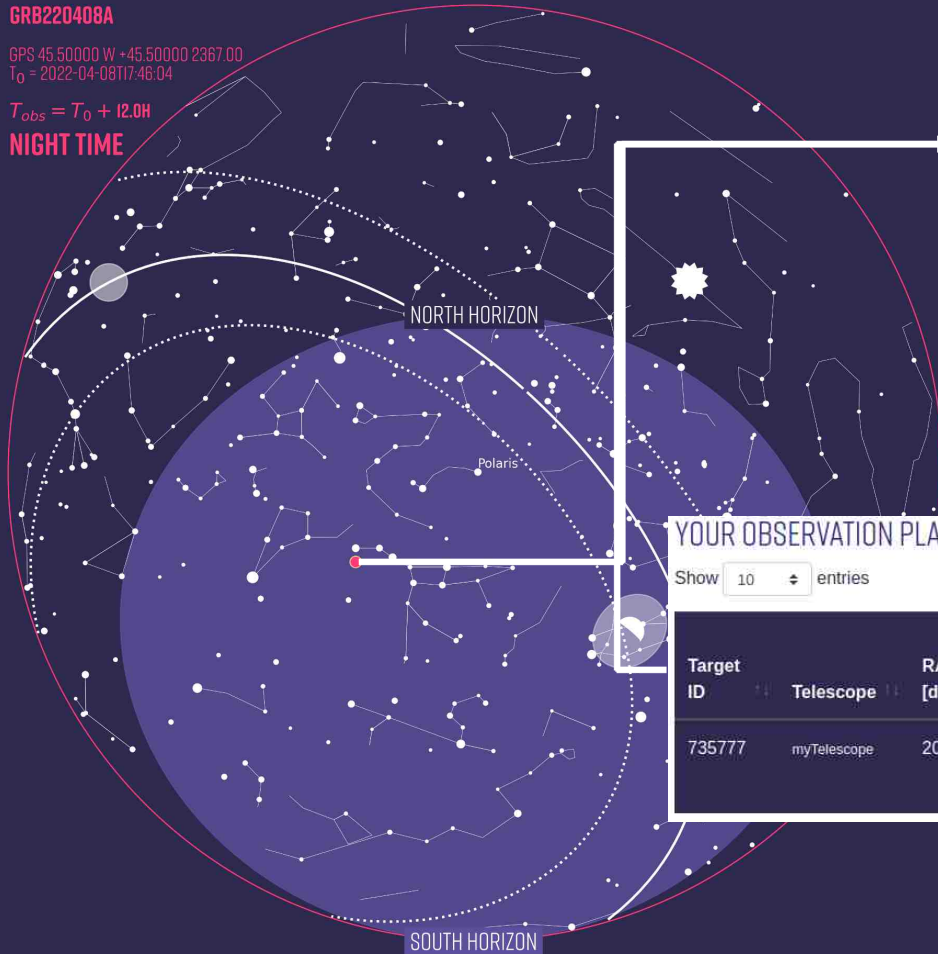 GRB220408A
GPS 45.50000 W +45.50000 2367.00
T0 = 2022-04-08T17:46:04
Tobs = T0 + 12.0H
NIGHT TIME
NORTH HORIZON
Polaris
YOUR OBSERVATION PLA
Show 10 entries
Target ID Telescope RA [d
735777 myTelescope 20
SOUTH HORIZON